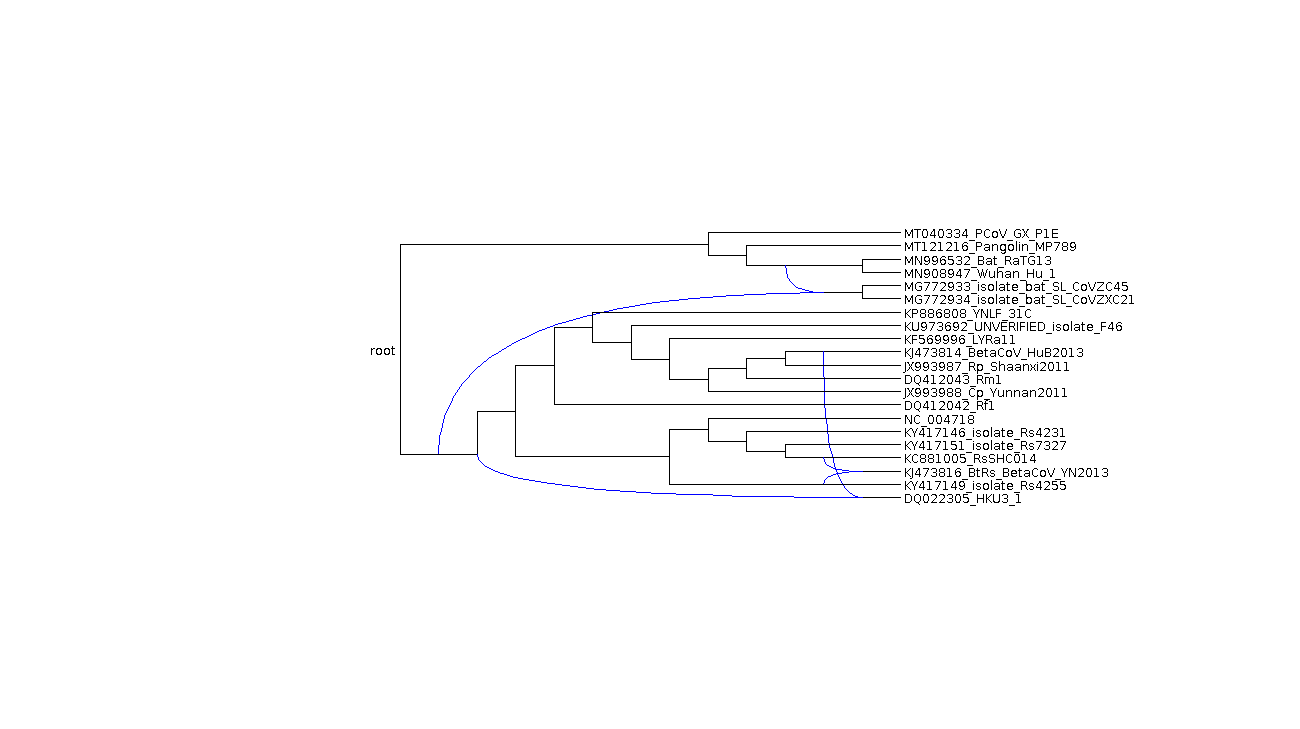 MT040334_PCoV_GX_P1E
MT121216_Pangolin_MP789
MN996532_Bat_RaTG13
MN908947_Wuhan_Hu_1
MG772933_isolate_bat_SL_CoVZC45
MG772934_isolate_bat_SL_CoVZXC21
KP886808_YNLF_31C
KU973692_UNVERIFIED_isolate_F46
KF569996_LYRa11
root
KJ473814_BetaCoV_HuB2013
JX993987_Rp_Shaanxi2011
DQ412043_Rm1
JX993988_Cp_Yunnan2011
DQ412042_Rf1
NC_004718
KY417146_isolate_Rs4231
KY417151_isolate_Rs7327
KC881005_RsSHC014
KJ473816_BtRs_BetaCoV_YN2013
KY417149_isolate_Rs4255
DQ022305_HKU3_1